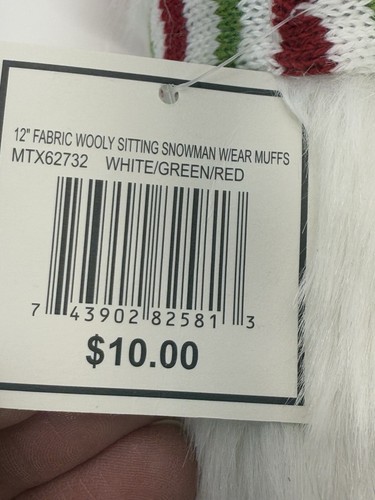 12" FABRIC WOOLY SITTING SNOWMAN W/EAR MUFFS
MTX62732 WHITE/GREEN/RED
7 43902 82581 3
$10.00